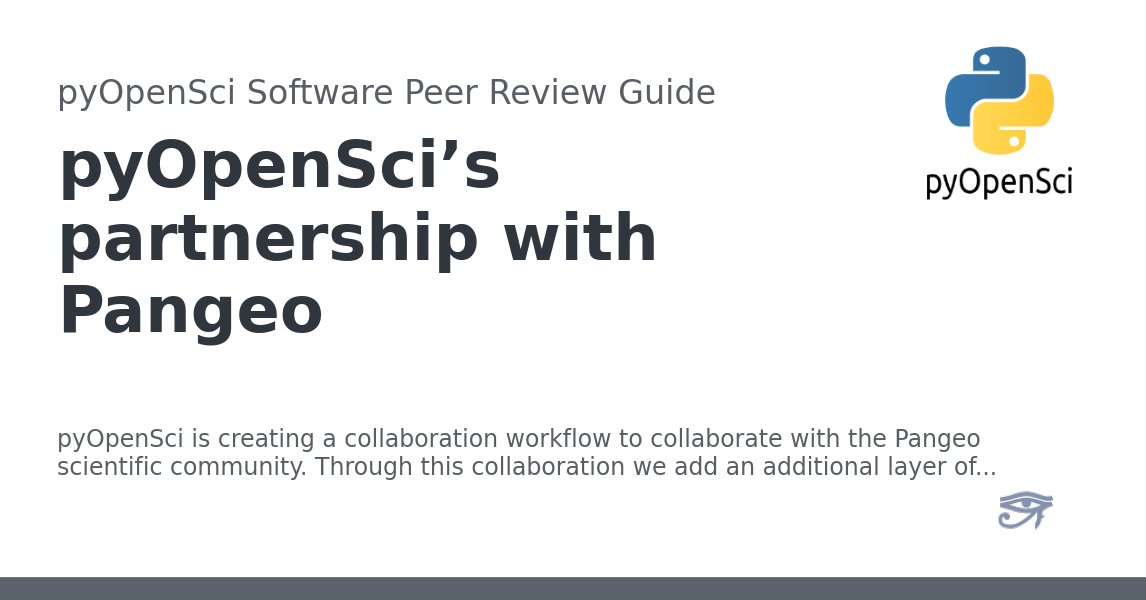 pyOpenSci Software Peer Review Guide
pyOpenSci’s
partnership with
Pangeo
pyOpenSci
pyOpenSci is creating a collaboration workflow to collaborate with the Pangeo
scientific community. Through this collaboration we add an additional layer of...